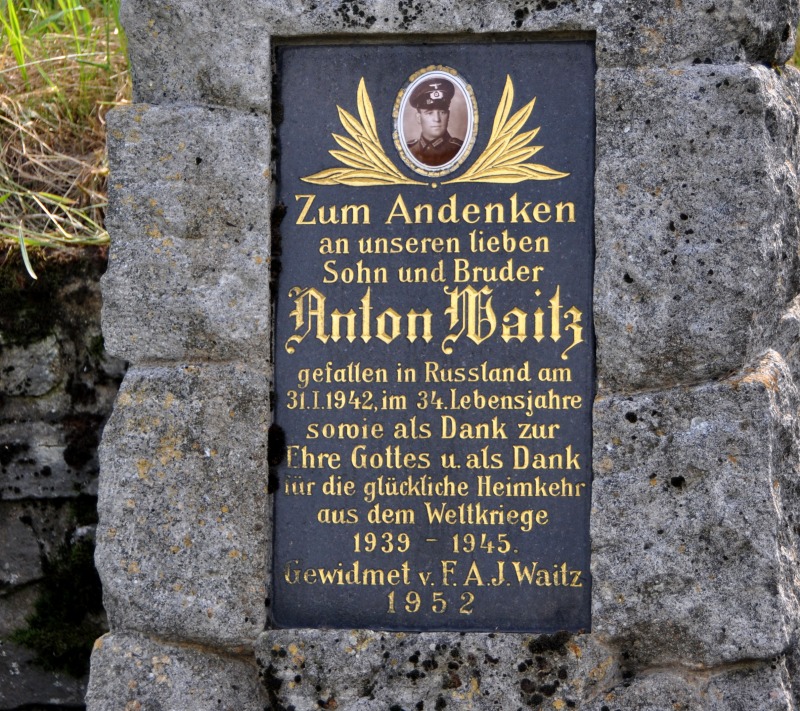 Zum Andenken
an unseren lieben
Sohn und Bruder
Anton Waitz
gefallen in Russland am
31.I.1942, im 34. Lebensjahre
sowie als Dank zur
Ehre Gottes u. als Dank
für die glückliche Heimkehr
aus dem Weltkriege
1939 - 1945.
Gewidmet v. F. A. J. Waitz
1952